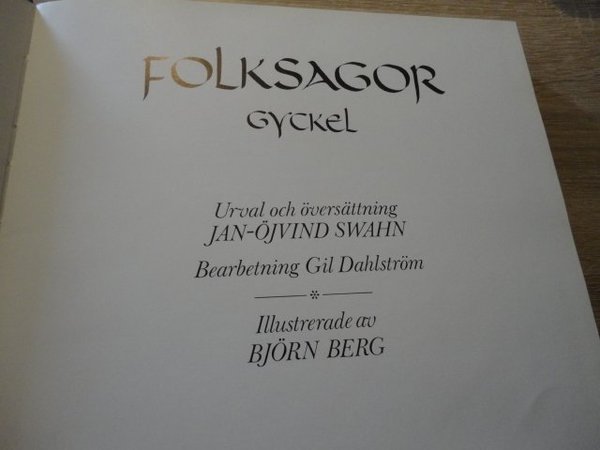 FOLKSAGOR
GYCKEL
Urval och översättning
JAN-ÖJVIND SWAHN
Bearbetning Gil Dahlström
Illustrerade av
BJÖRN BERG